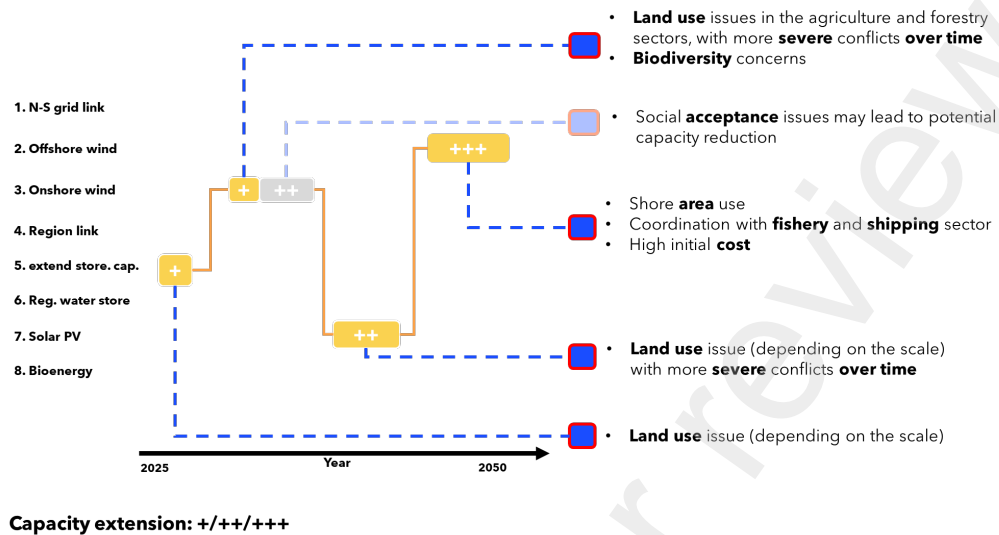 • Land use issues in the agriculture and forestry
sectors, with more severe conflicts over time
• Biodiversity concerns
1. N-S grid link
• Social acceptance issues may lead to potential
capacity reduction
2. Offshore wind
+++
3. Onshore wind
+
++
• Shore area use
• Coordination with fishery and shipping sector
• High initial cost
4. Region link
5. extend store. cap.
+
6. Reg. water store
7. Solar PV
++
• Land use issue (depending on the scale)
with more severe conflicts over time
8. Bioenergy
• Land use issue (depending on the scale)
2025
Year
2050
Capacity extension: +/++/+++
r review